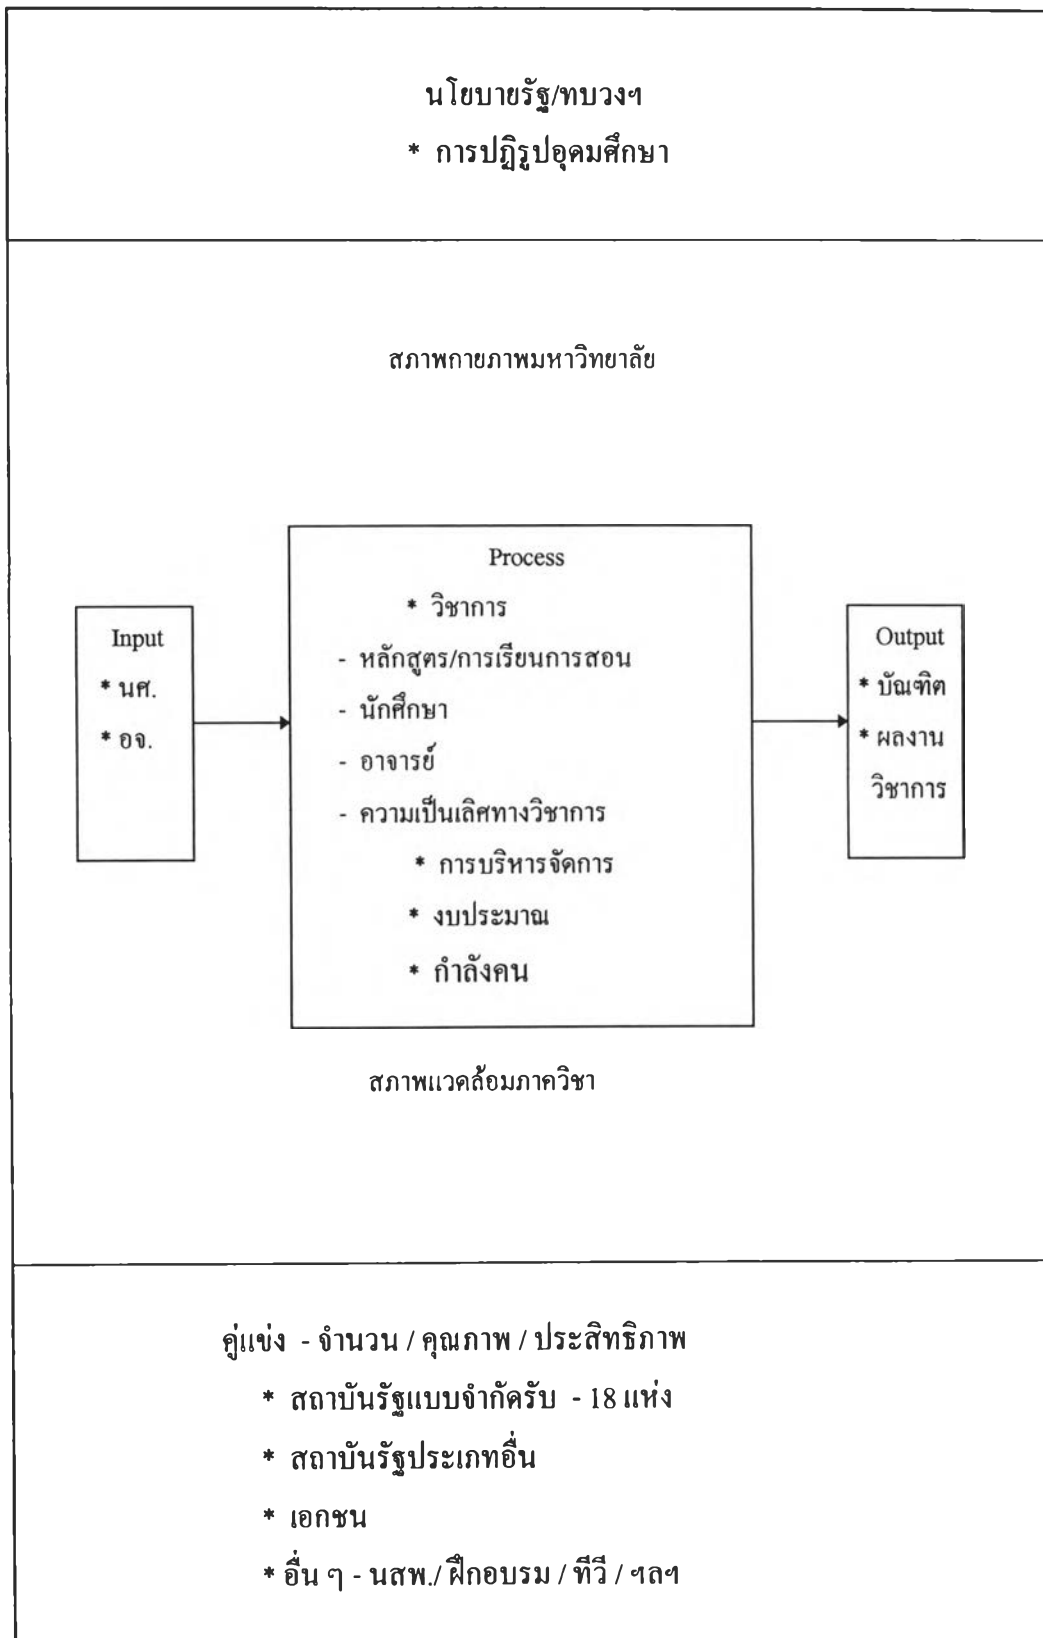 นโยบายรัฐ/ทบวงฯ
* การปฏิรูปอุดมศึกษา
สภาพกายภาพมหาวิทยาลัย
Input
* นศ.
* อจ.
Process
* วิชาการ
- หลักสูตร/การเรียนการสอน
- นักศึกษา
- อาจารย์
- ความเป็นเลิศทางวิชาการ
* การบริหารจัดการ
* งบประมาณ
* กำลังคน
Output
* บัณฑิต
* ผลงาน
วิชาการ
สภาพแวดล้อมภาควิชา
คู่แข่ง - จำนวน / คุณภาพ / ประสิทธิภาพ
* สถาบันรัฐแบบจำกัดรับ - 18 แห่ง
* สถาบันรัฐประเภทอื่น
* เอกชน
* อื่น ๆ - นสพ./ ฝึกอบรม / ทีวี / ฯลฯ